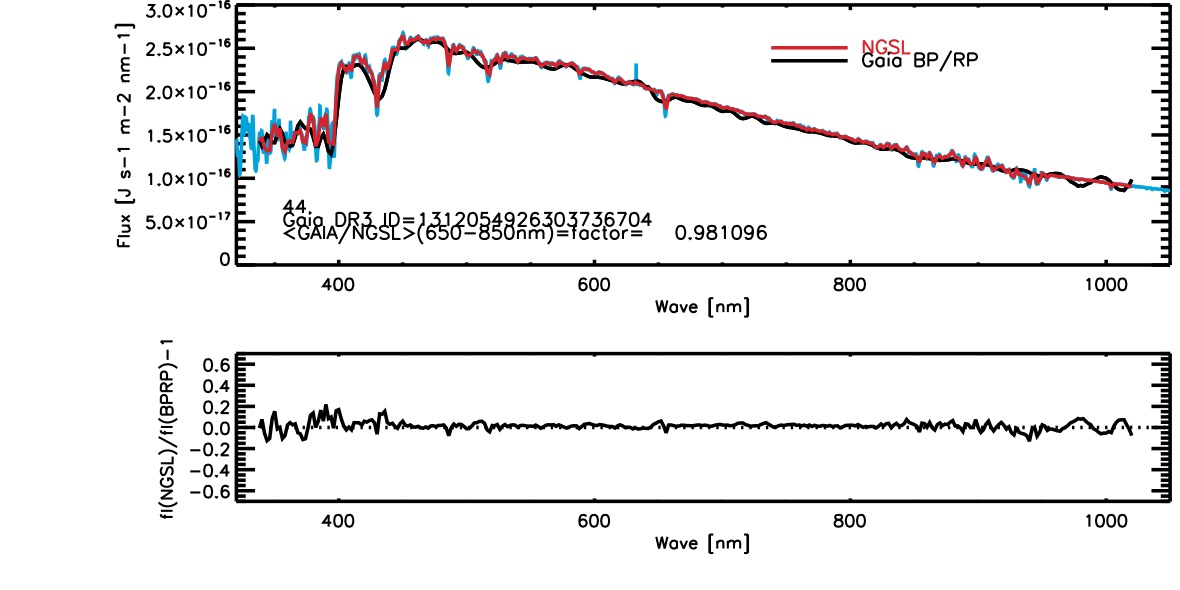 3.0×10−16
2.5×10−16
2.0×10−16
1.5×10−16
1.0×10−16
5.0×10−17
0
Flux [J s−1 m−2 nm−1]
NGSL
Gaia BP/RP
44.
Gaia DR3 ID=1312054926303736704
<GAIA/NGSL>(650−850nm)=factor= 0.981096
400 600 800 1000
Wave [nm]
0.6
0.4
0.2
0.0
−0.2
−0.4
−0.6
fl(NGSL)/fl(BPRP)−1
400 600 800 1000
Wave [nm]